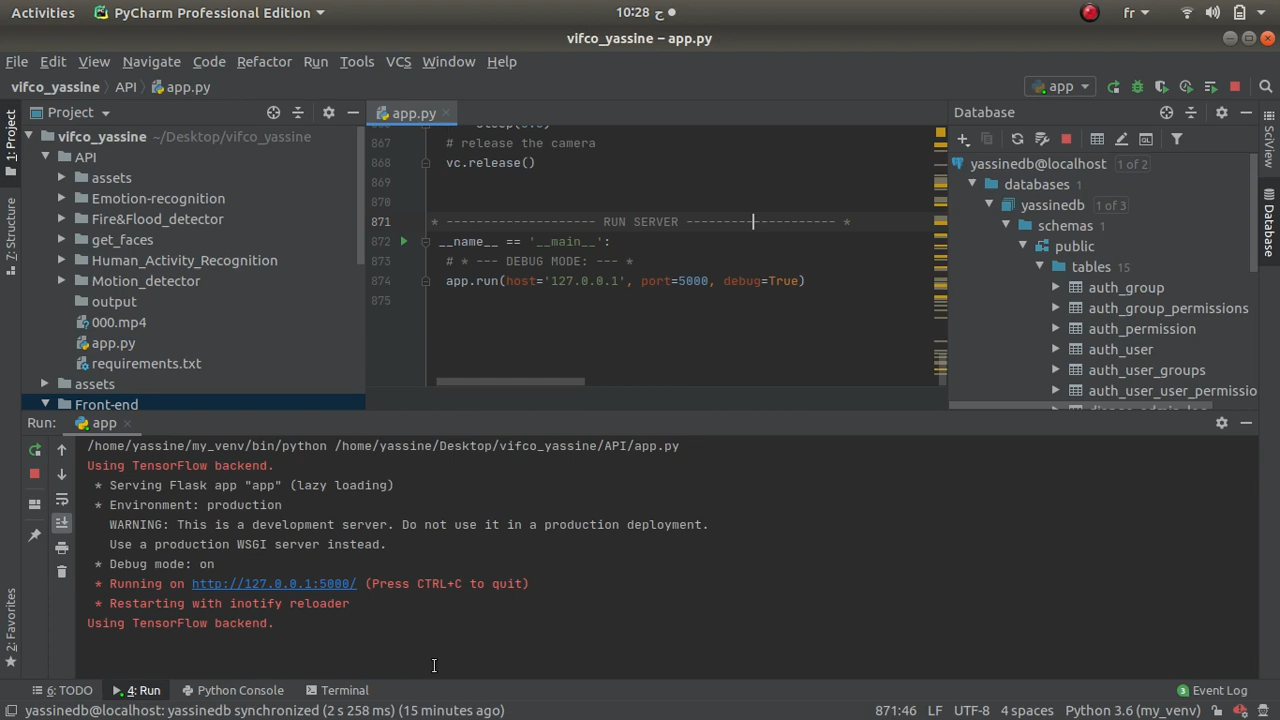 Activities PyCharm Professional Edition 10:28 ح fr
vifco_yassine – app.py
File Edit View Navigate Code Refactor Run Tools VCS Window Help
vifco_yassine API app.py app
Project
vifco_yassine ~/Desktop/vifco_yassine
API
assets
Emotion-recognition
Fire&Flood_detector
get_faces
Human_Activity_Recognition
Motion_detector
output
000.mp4
app.py
requirements.txt
assets
Front-end
1: Project
7: Structure
2: Favorites
app.py
867 # release the camera
868 vc.release()
869
870
871 * -------------------- RUN SERVER -------------------- *
872 __name__ == '__main__':
873 # * --- DEBUG MODE: --- *
874 app.run(host='127.0.0.1', port=5000, debug=True)
875
Database
yassinedb@localhost 1 of 2
databases 1
yassinedb 1 of 3
schemas
public
tables 15
auth_group
auth_group_permissions
auth_permission
auth_user
auth_user_groups
auth_user_user_permissio
SciView
Database
Run: app
/home/yassine/my_venv/bin/python /home/yassine/Desktop/vifco_yassine/API/app.py
Using TensorFlow backend.
* Serving Flask app "app" (lazy loading)
* Environment: production
WARNING: This is a development server. Do not use it in a production deployment.
Use a production WSGI server instead.
* Debug mode: on
* Running on http://127.0.0.1:5000/ (Press CTRL+C to quit)
* Restarting with inotify reloader
Using TensorFlow backend.
6: TODO 4: Run Python Console Terminal 3 Event Log
yassinedb: yassinedb synchronized (2 s 258 ms) (15 minutes ago) 871:46 LF UTF-8 4 spaces Python 3.6 (my_venv)